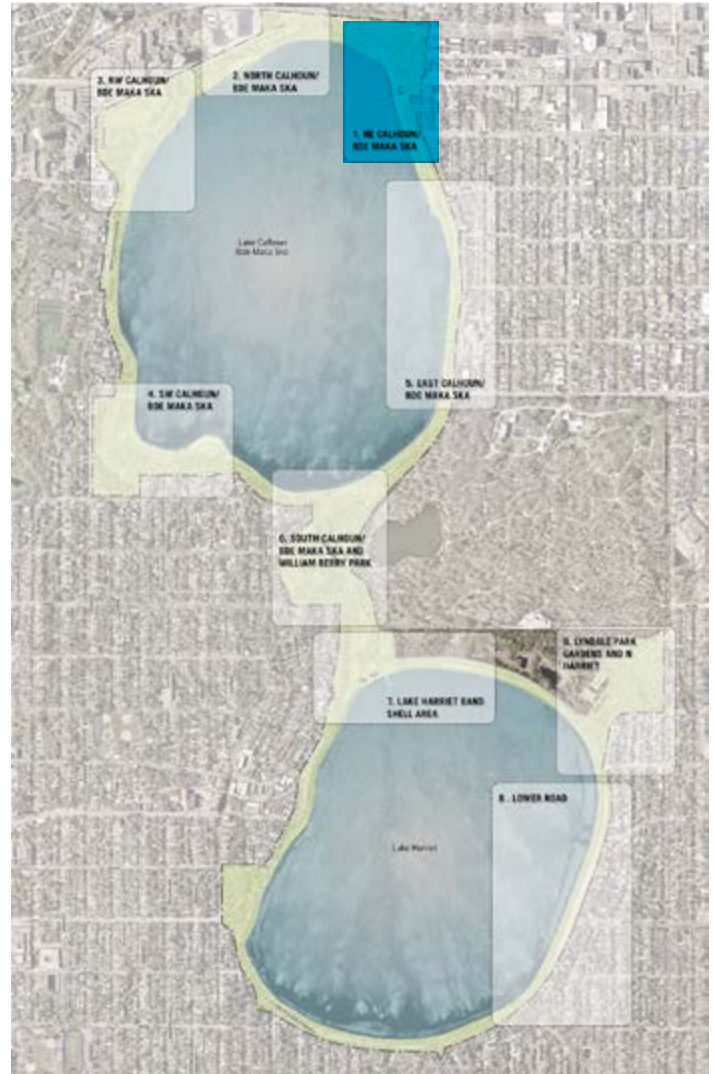 3. NW CALHOUN/
BDE MAKA SKA
2. NORTH CALHOUN/
BDE MAKA SKA
1. NE CALHOUN/
BDE MAKA SKA
Lake Calhoun
Bde Maka Ska
4. SW CALHOUN/
BDE MAKA SKA
5. EAST CALHOUN/
BDE MAKA SKA
6. SOUTH CALHOUN/
BDE MAKA SKA AND
WILLIAM BERRY PARK
9. LYNDALE PARK
GARDENS AND N
HARRIET
7. LAKE HARRIET BAND
SHELL AREA
8. LOWER ROAD
Lake Harriet